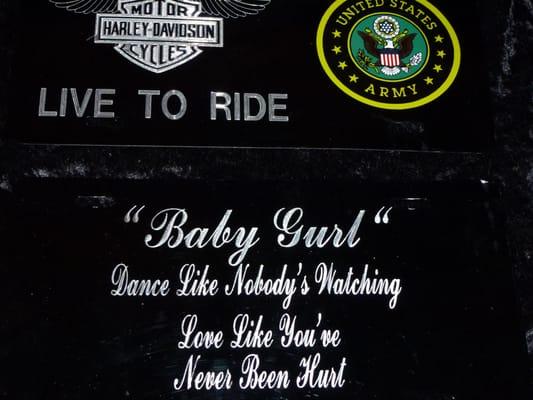 MOTOR
HARLEY-DAVIDSON
CYCLES
UNITED STATES
ARMY
LIVE TO RIDE
"Baby Gurl"
Dance Like Nobody's Watching
Love Like You've
Never Been Hurt